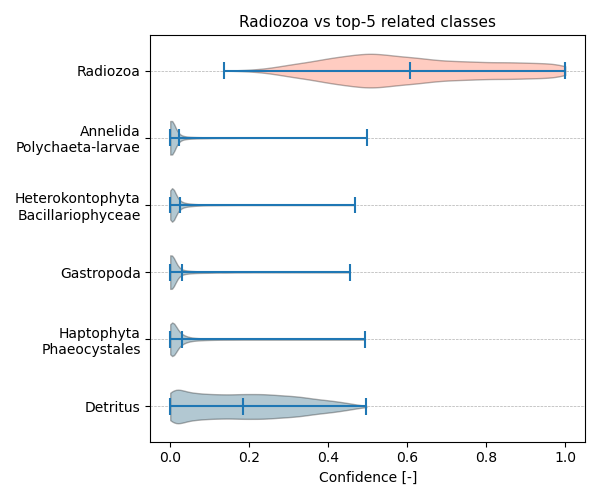 Radiozoa vs top-5 related classes
Radiozoa
Annelida
Polychaeta-larvae
Heterokontophyta
Bacillariophyceae
Gastropoda
Haptophyta
Phaeocystales
Detritus
0.0 0.2 0.4 0.6 0.8 1.0
Confidence [-]